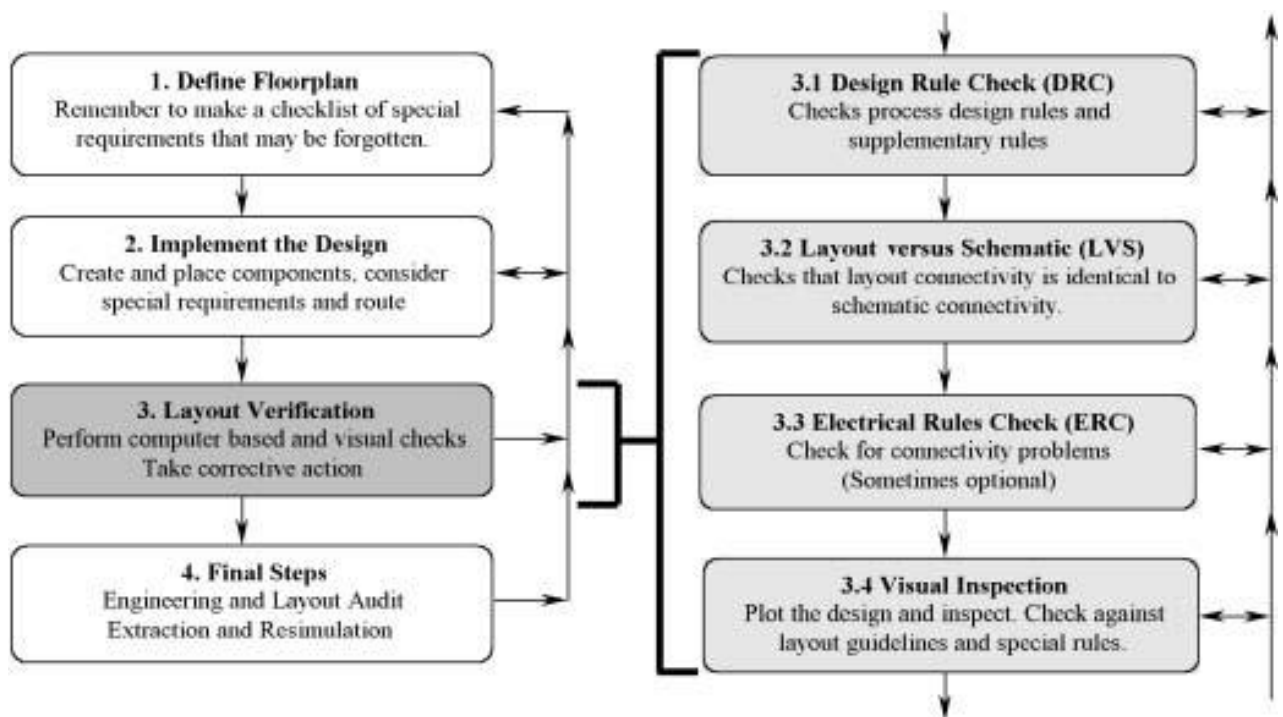 1. Define Floorplan
Remember to make a checklist of special
requirements that may be forgotten.
2. Implement the Design
Create and place components, consider
special requirements and route
3. Layout Verification
Perform computer based and visual checks
Take corrective action
4. Final Steps
Engineering and Layout Audit
Extraction and Resimulation
3.1 Design Rule Check (DRC)
Checks process design rules and
supplementary rules
3.2 Layout versus Schematic (LVS)
Checks that layout connectivity is identical to
schematic connectivity.
3.3 Electrical Rules Check (ERC)
Check for connectivity problems
(Sometimes optional)
3.4 Visual Inspection
Plot the design and inspect. Check against
layout guidelines and special rules.